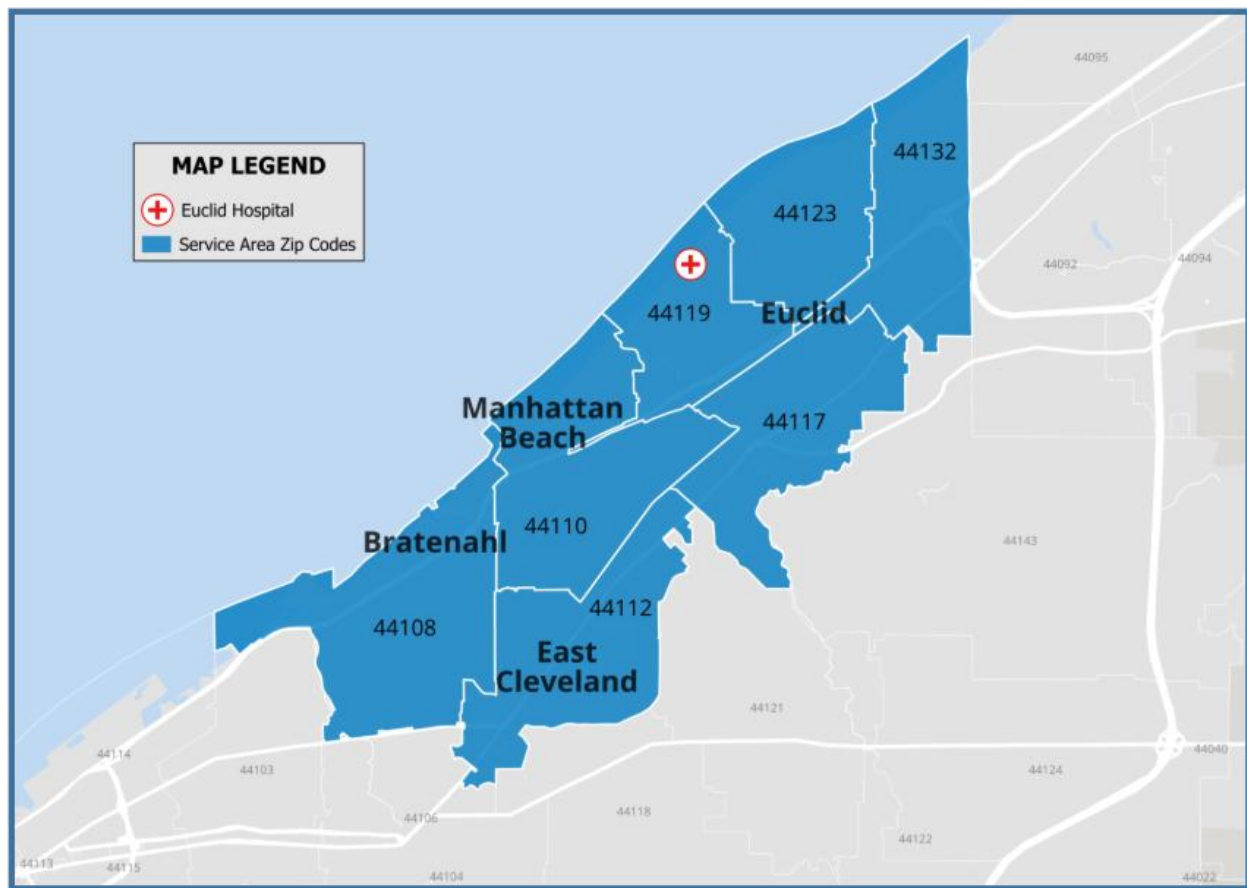 44095
MAP LEGEND
Euclid Hospital
Service Area Zip Codes
44132
44123
44092
44094
44119
Euclid
Manhattan
Beach
44117
44110
Bratenahl
44143
44112
44108
East
Cleveland
44121
44114
44103
44040
44124
44106
44118
44122
44113
44115
44104
44022